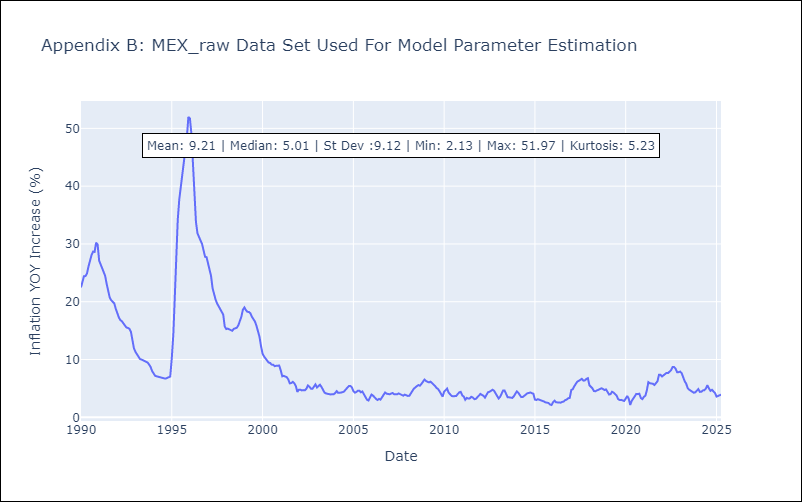 Appendix B: MEX_raw Data Set Used For Model Parameter Estimation
50
Mean: 9.21 | Median: 5.01 | St Dev :9.12 | Min: 2.13 | Max: 51.97 | Kurtosis: 5.23
40
30
20
10
0
Inflation YOY Increase (%)
1990 1995 2000 2005 2010 2015 2020 2025
Date